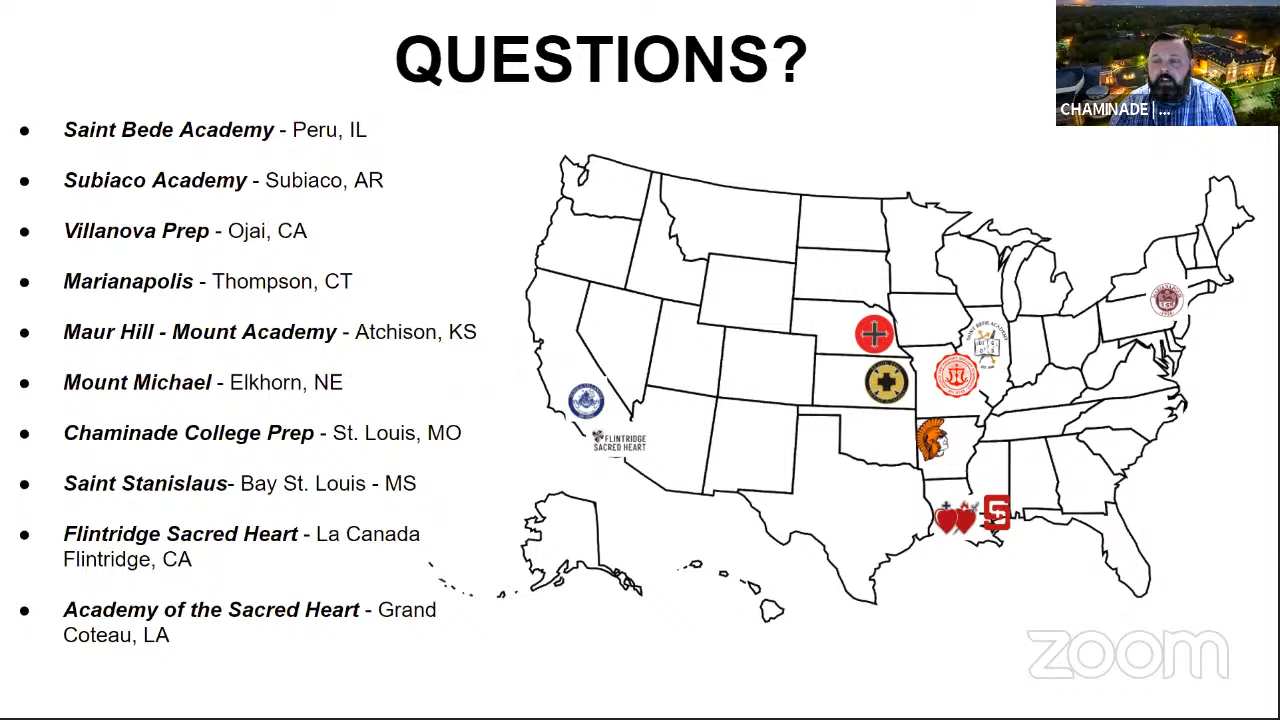 QUESTIONS?
CHAMINADE | ...
● Saint Bede Academy - Peru, IL
● Subiaco Academy - Subiaco, AR
● Villanova Prep - Ojai, CA
● Marianapolis - Thompson, CT
● Maur Hill - Mount Academy - Atchison, KS
● Mount Michael - Elkhorn, NE
● Chaminade College Prep - St. Louis, MO
● Saint Stanislaus- Bay St. Louis - MS
● Flintridge Sacred Heart - La Canada
Flintridge, CA
● Academy of the Sacred Heart - Grand
Coteau, LA
SAINT BEDE ACADEMY
FLINTRIDGE
SACRED HEART
S
zoom